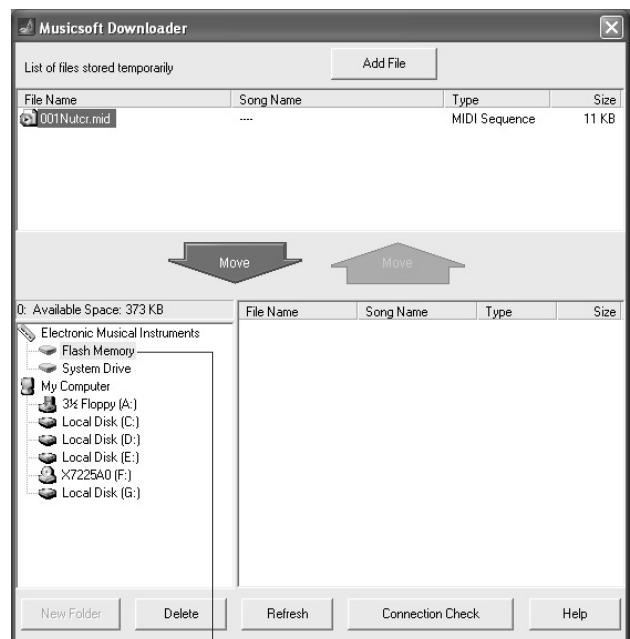 Musicsoft Downloader
List of files stored temporarily
Add File
File Name Song Name Type Size
001Nutcr.mid ---- MIDI Sequence 11 KB
Move Move
0: Available Space: 373 KB
File Name Song Name Type Size
Electronic Musical Instruments
Flash Memory
System Drive
My Computer
3½ Floppy (A:)
Local Disk (C:)
Local Disk (D:)
Local Disk (E:)
X7225A0 (F:)
Local Disk (G:)
New Folder Delete Refresh Connection Check Help